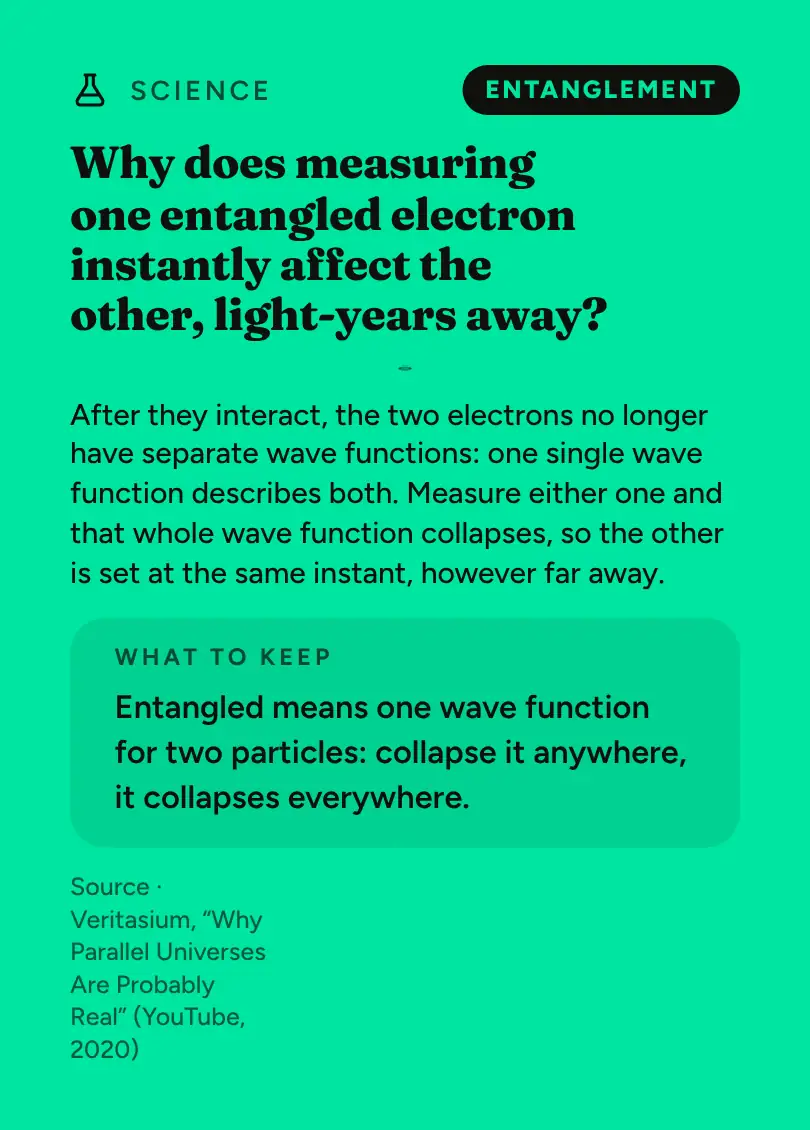 SCIENCE
ENTANGLEMENT
Why does measuring
one entangled electron
instantly affect the
other, light-years away?
After they interact, the two electrons no longer
have separate wave functions: one single wave
function describes both. Measure either one and
that whole wave function collapses, so the other
is set at the same instant, however far away.
WHAT TO KEEP
Entangled means one wave function
for two particles: collapse it anywhere,
it collapses everywhere.
Source ·
Veritasium, “Why
Parallel Universes
Are Probably
Real” (YouTube,
2020)